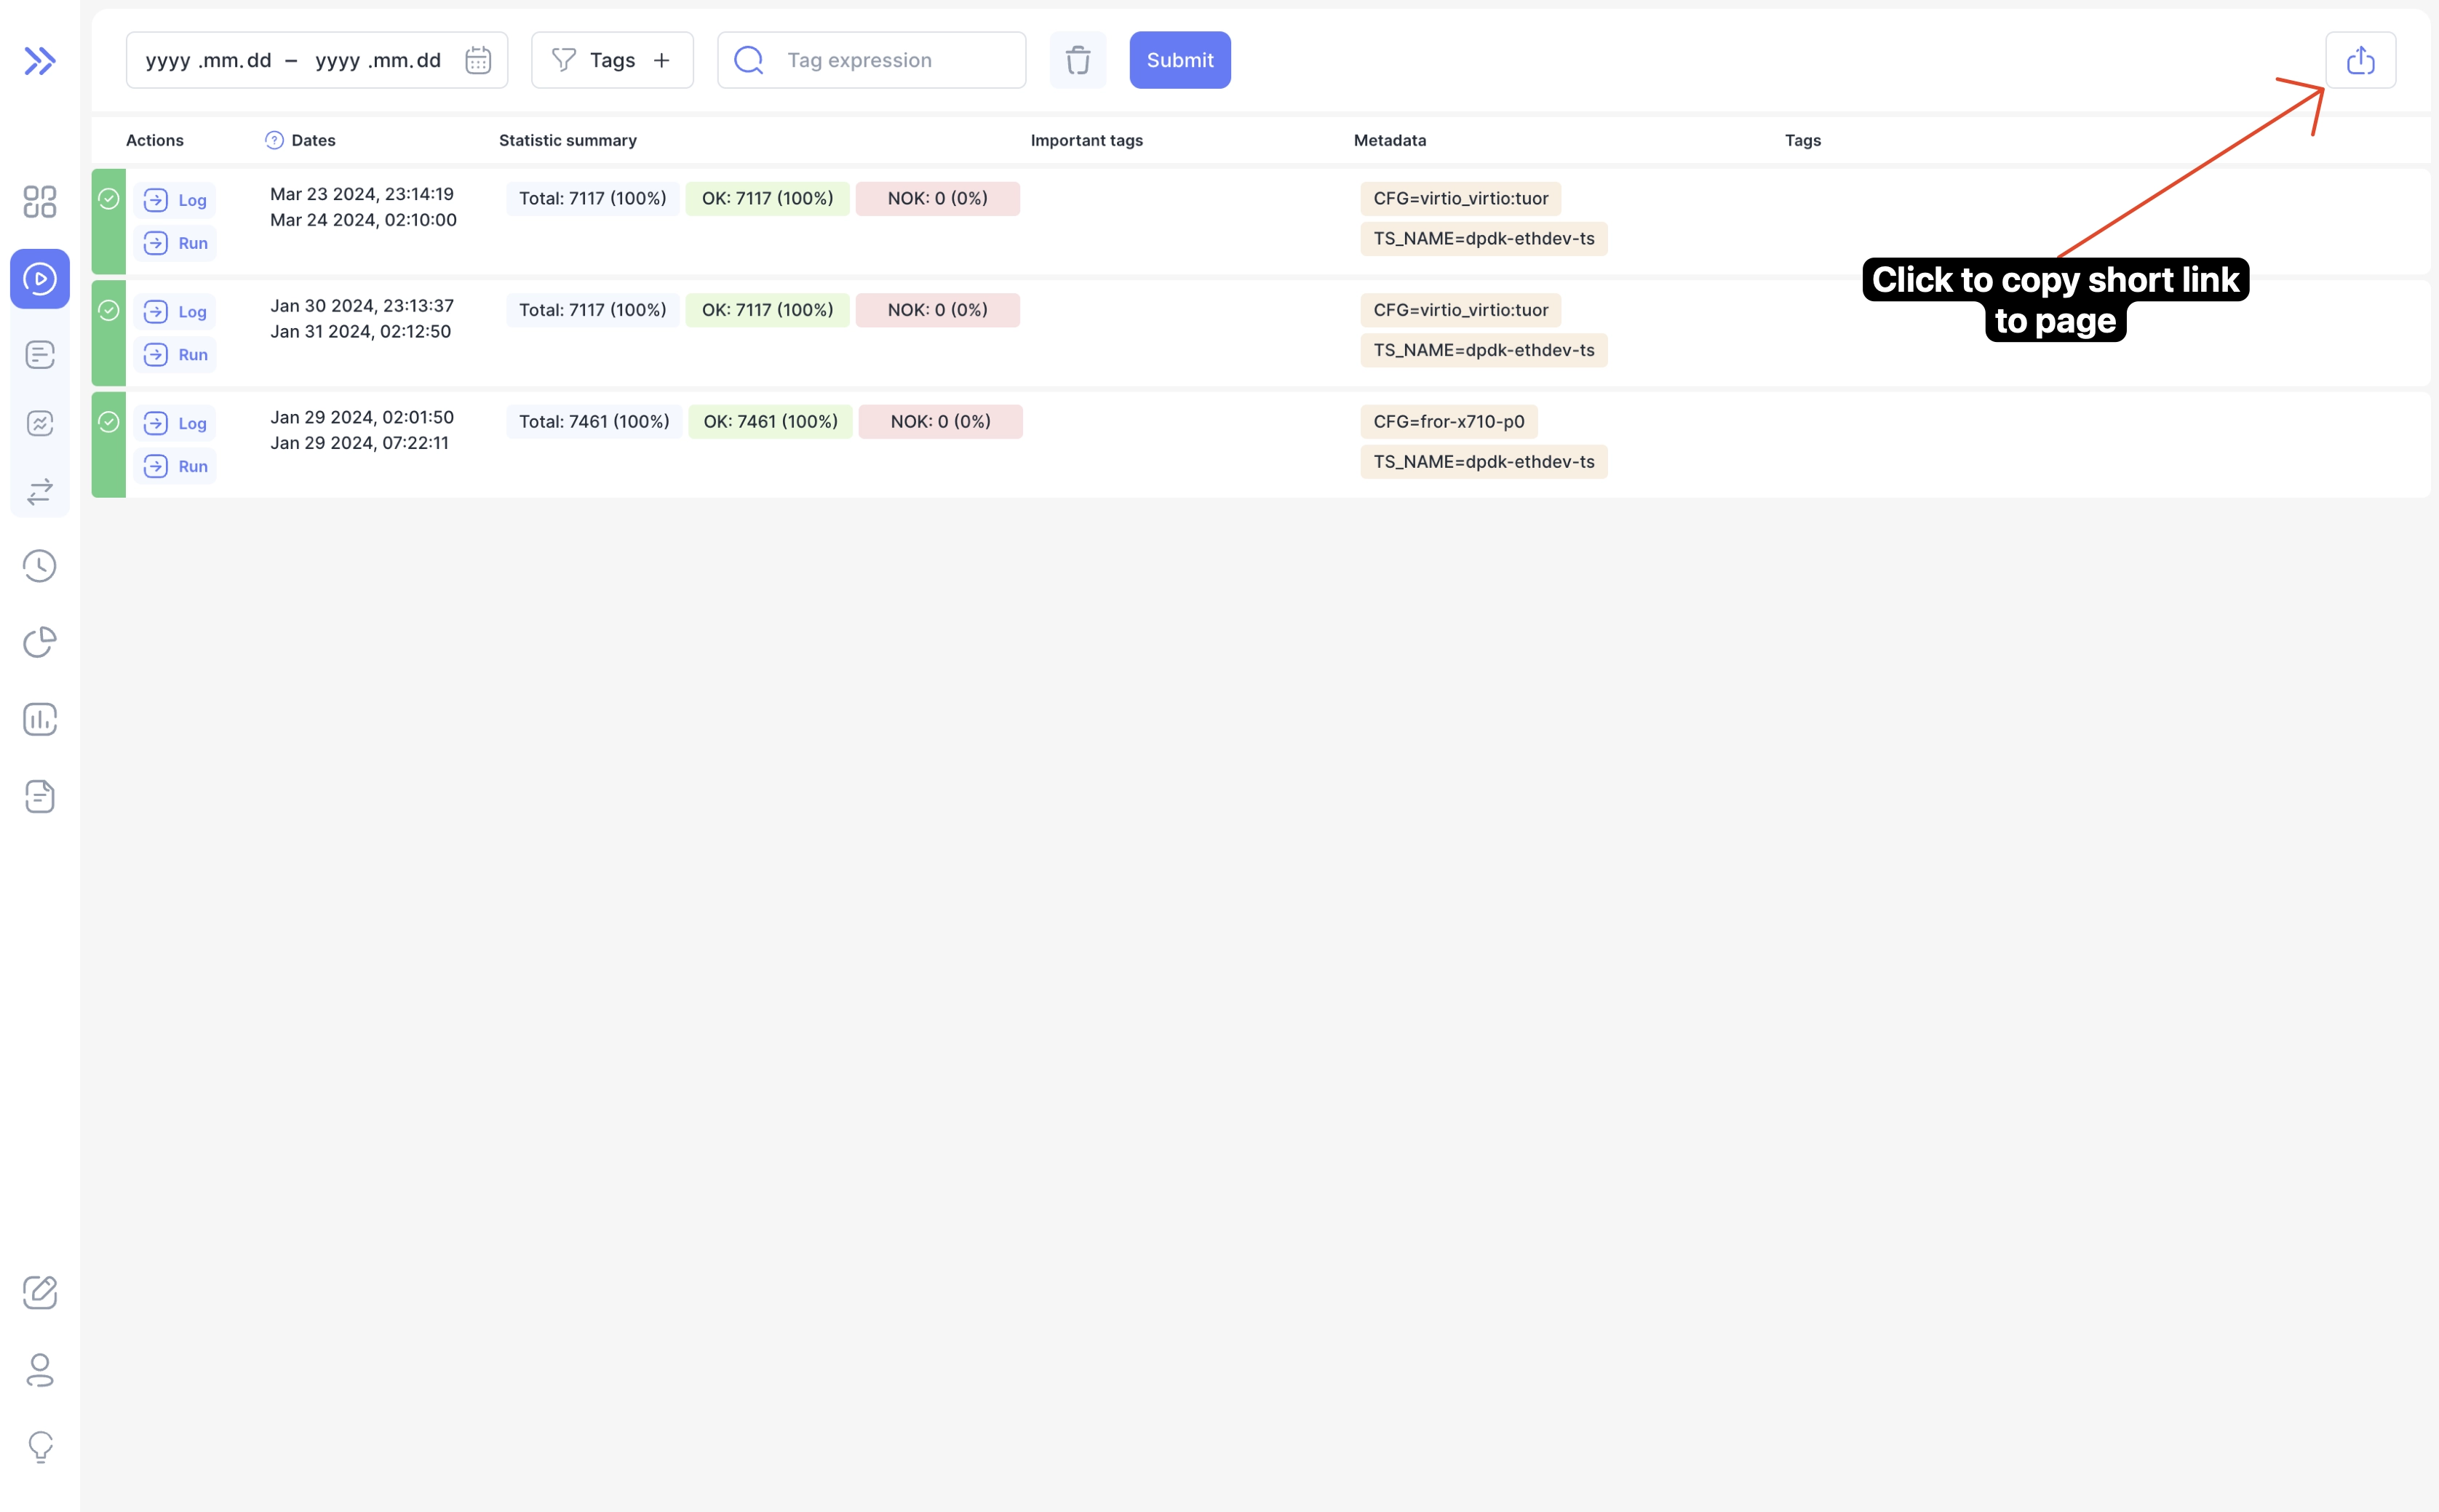 yyyy .mm.dd – yyyy .mm.dd Tags + Tag expression Submit
Actions ? Dates Statistic summary Important tags Metadata Tags
Log Mar 23 2024, 23:14:19 Total: 7117 (100%) OK: 7117 (100%) NOK: 0 (0%) CFG=virtio_virtio:tuor
Mar 24 2024, 02:10:00
Run TS_NAME=dpdk-ethdev-ts
Click to copy short link
to page
Log Jan 30 2024, 23:13:37 Total: 7117 (100%) OK: 7117 (100%) NOK: 0 (0%) CFG=virtio_virtio:tuor
Jan 31 2024, 02:12:50
Run TS_NAME=dpdk-ethdev-ts
Log Jan 29 2024, 02:01:50 Total: 7461 (100%) OK: 7461 (100%) NOK: 0 (0%) CFG=fror-x710-p0
Jan 29 2024, 07:22:11
Run TS_NAME=dpdk-ethdev-ts